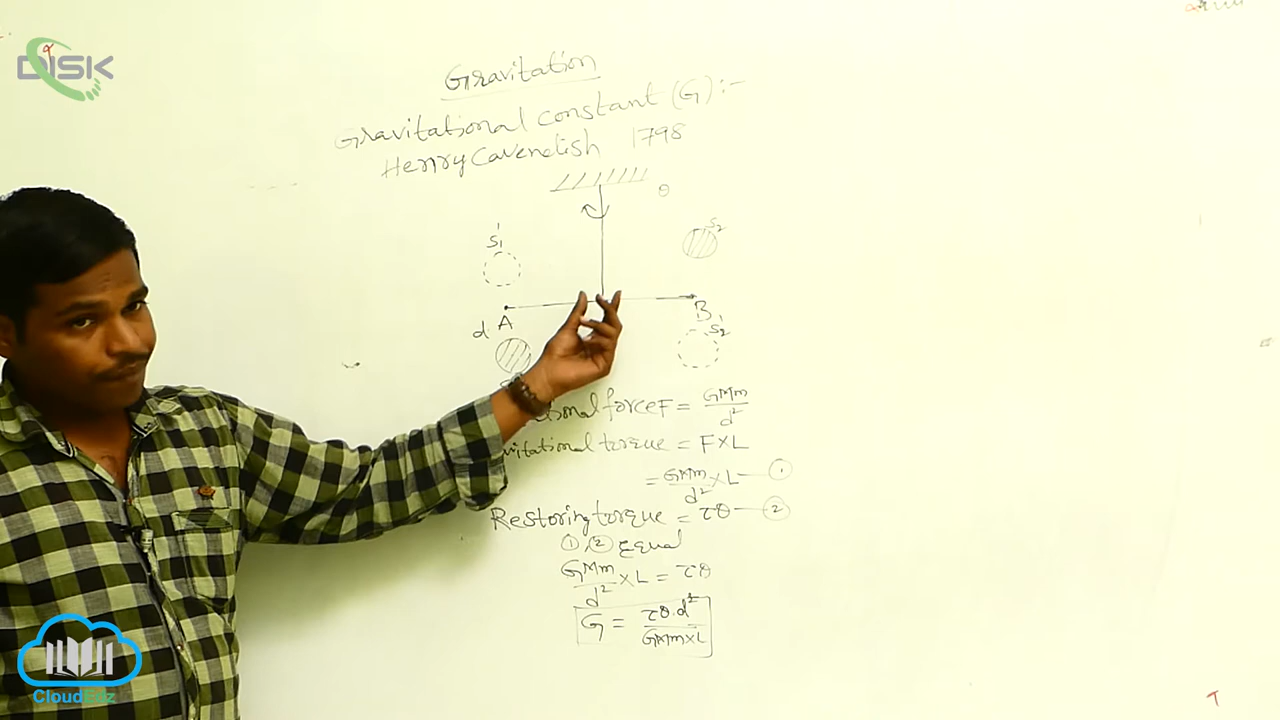 DISK
Gravitation
Gravitational constant (G):-
Henry Cavendish 1798
θ
S₁'
S₂
A
B
d
S₂'
ional force F = GMm/d²
vitational torque = F×L
= GMm/d² ×L — ①
Restoring torque = τθ — ②
①, ② Equal
GMm/d² ×L = τθ
G = τθ.d²/GMm×L
CloudEdz
T